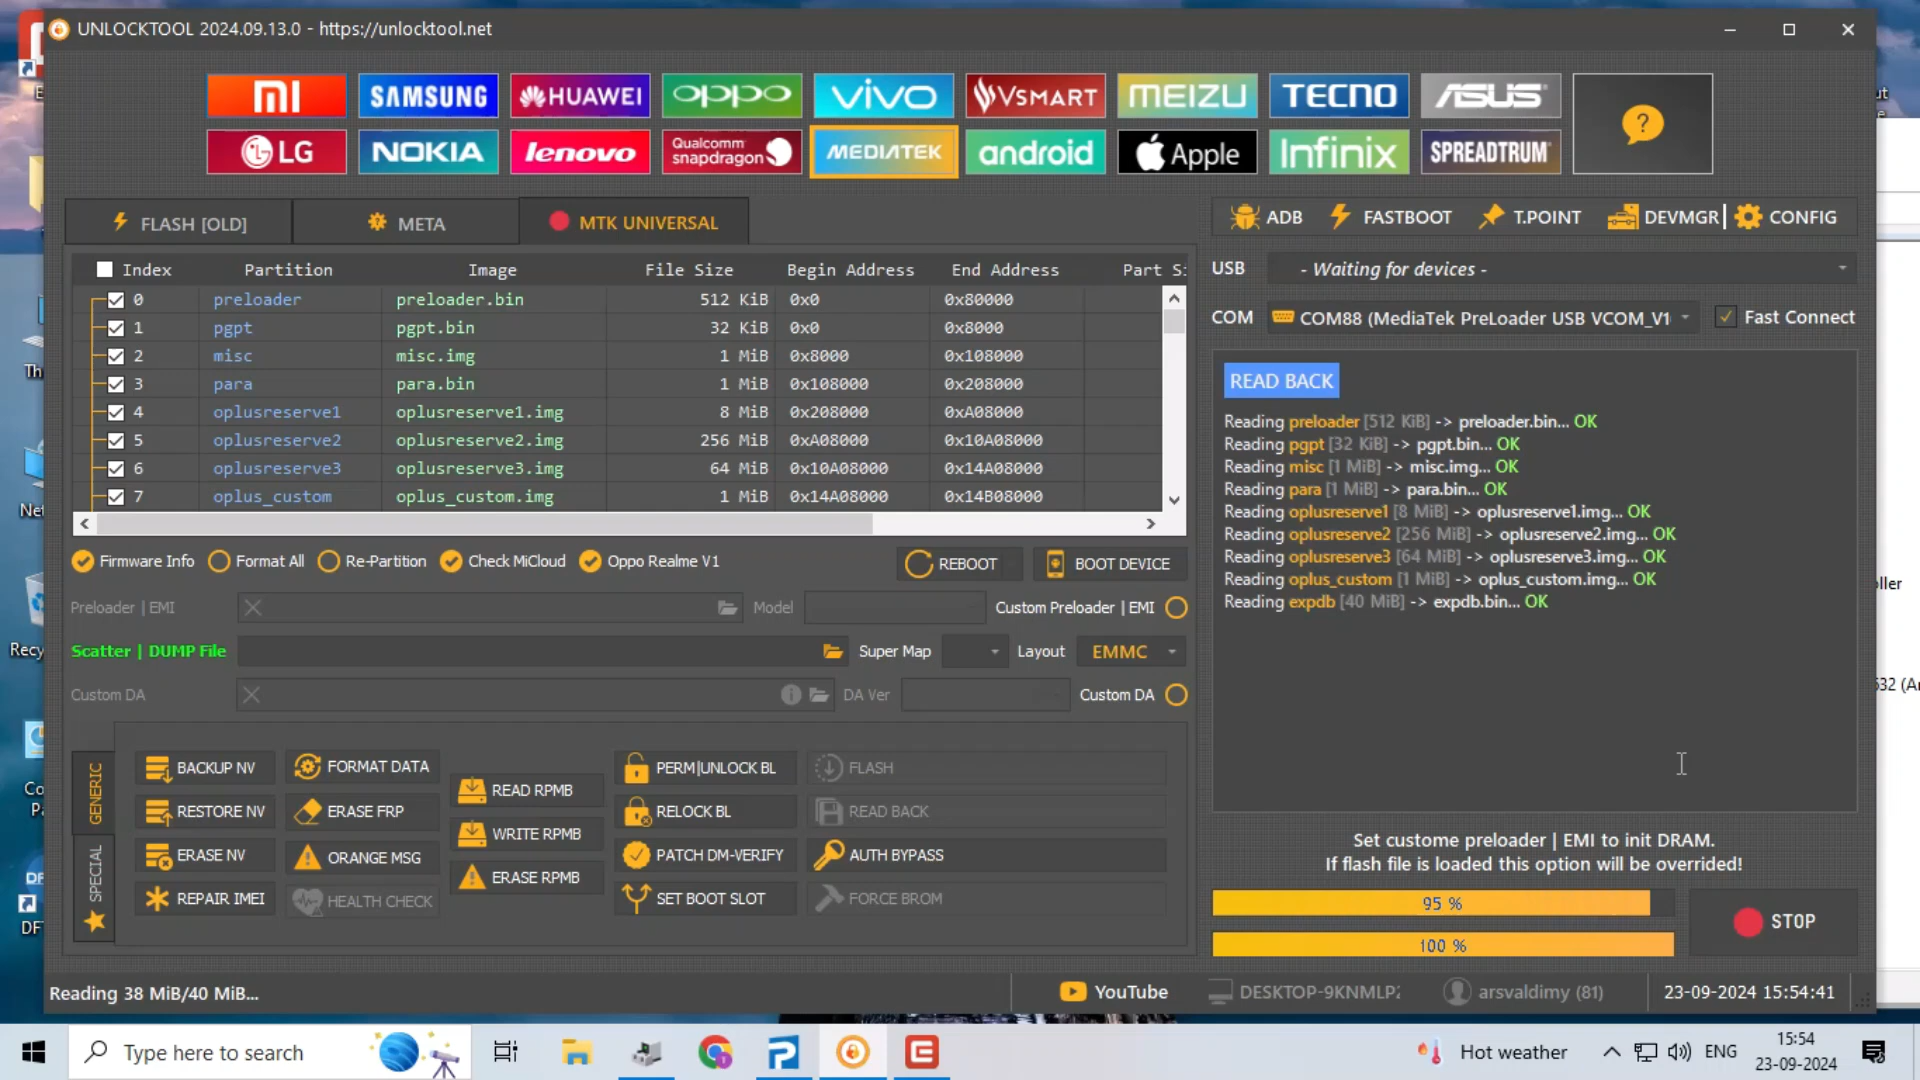 UNLOCKTOOL 2024.09.13.0 - https://unlocktool.net
MI SAMSUNG HUAWEI oppo vivo VSMART MEIZU TECNO ASUS ?
LG NOKIA lenovo Qualcomm snapdragon MEDIATEK android Apple Infinix SPREADTRUM
FLASH [OLD] META MTK UNIVERSAL
ADB FASTBOOT T.POINT DEVMGR CONFIG
Index Partition Image File Size Begin Address End Address Part S
0 preloader preloader.bin 512 KiB 0x0 0x80000
1 pgpt pgpt.bin 32 KiB 0x0 0x8000
2 misc misc.img 1 MiB 0x8000 0x108000
3 para para.bin 1 MiB 0x108000 0x208000
4 oplusreserve1 oplusreserve1.img 8 MiB 0x208000 0xA08000
5 oplusreserve2 oplusreserve2.img 256 MiB 0xA08000 0x10A08000
6 oplusreserve3 oplusreserve3.img 64 MiB 0x10A08000 0x14A08000
7 oplus_custom oplus_custom.img 1 MiB 0x14A08000 0x14B08000
Firmware Info Format All Re-Partition Check MiCloud Oppo Realme V1 REBOOT BOOT DEVICE
Preloader | EMI Model Custom Preloader | EMI
Scatter | DUMP File Super Map Layout EMMC
Custom DA DA Ver Custom DA
GENERIC
SPECIAL
BACKUP NV
RESTORE NV
ERASE NV
REPAIR IMEI
FORMAT DATA
ERASE FRP
ORANGE MSG
HEALTH CHECK
READ RPMB
WRITE RPMB
ERASE RPMB
PERM|UNLOCK BL
RELOCK BL
PATCH DM-VERIFY
SET BOOT SLOT
FLASH
READ BACK
AUTH BYPASS
FORCE BROM
USB - Waiting for devices -
COM COM88 (MediaTek PreLoader USB VCOM_V1 Fast Connect
READ BACK
Reading preloader [512 KiB] -> preloader.bin... OK
Reading pgpt [32 KiB] -> pgpt.bin... OK
Reading misc [1 MiB] -> misc.img... OK
Reading para [1 MiB] -> para.bin... OK
Reading oplusreserve1 [8 MiB] -> oplusreserve1.img... OK
Reading oplusreserve2 [256 MiB] -> oplusreserve2.img... OK
Reading oplusreserve3 [64 MiB] -> oplusreserve3.img... OK
Reading oplus_custom [1 MiB] -> oplus_custom.img... OK
Reading expdb [40 MiB] -> expdb.bin... OK
Set custome preloader | EMI to init DRAM.
If flash file is loaded this option will be overrided!
95 %
100 %
STOP
Reading 38 MiB/40 MiB... YouTube DESKTOP-9KNMLP arsvaldimy (81) 23-09-2024 15:54:41
Type here to search Hot weather ENG
15:54
23-09-2024